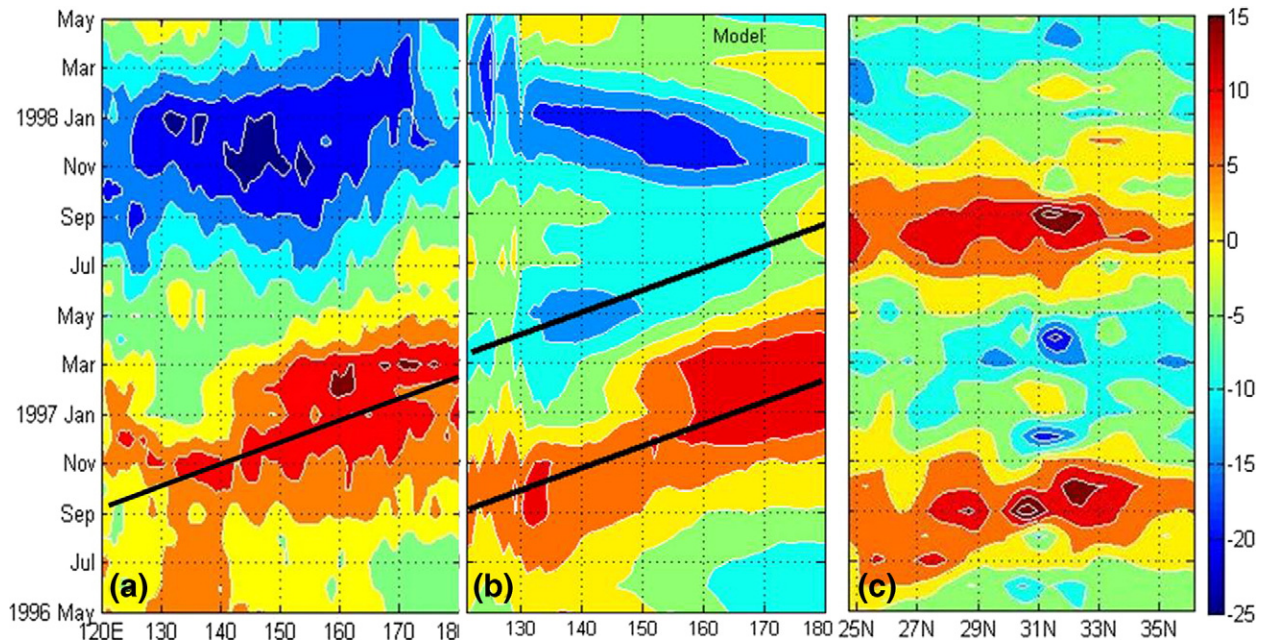 May
Mar
1998 Jan
Nov
Sep
Jul
May
Mar
1997 Jan
Nov
Sep
Jul
1996 May
(a)
120E 130 140 150 160 170 180
Model
(b)
130 140 150 160 170 180
(c)
25N 27N 29N 31N 33N 35N
15
10
5
0
-5
-10
-15
-20
-25